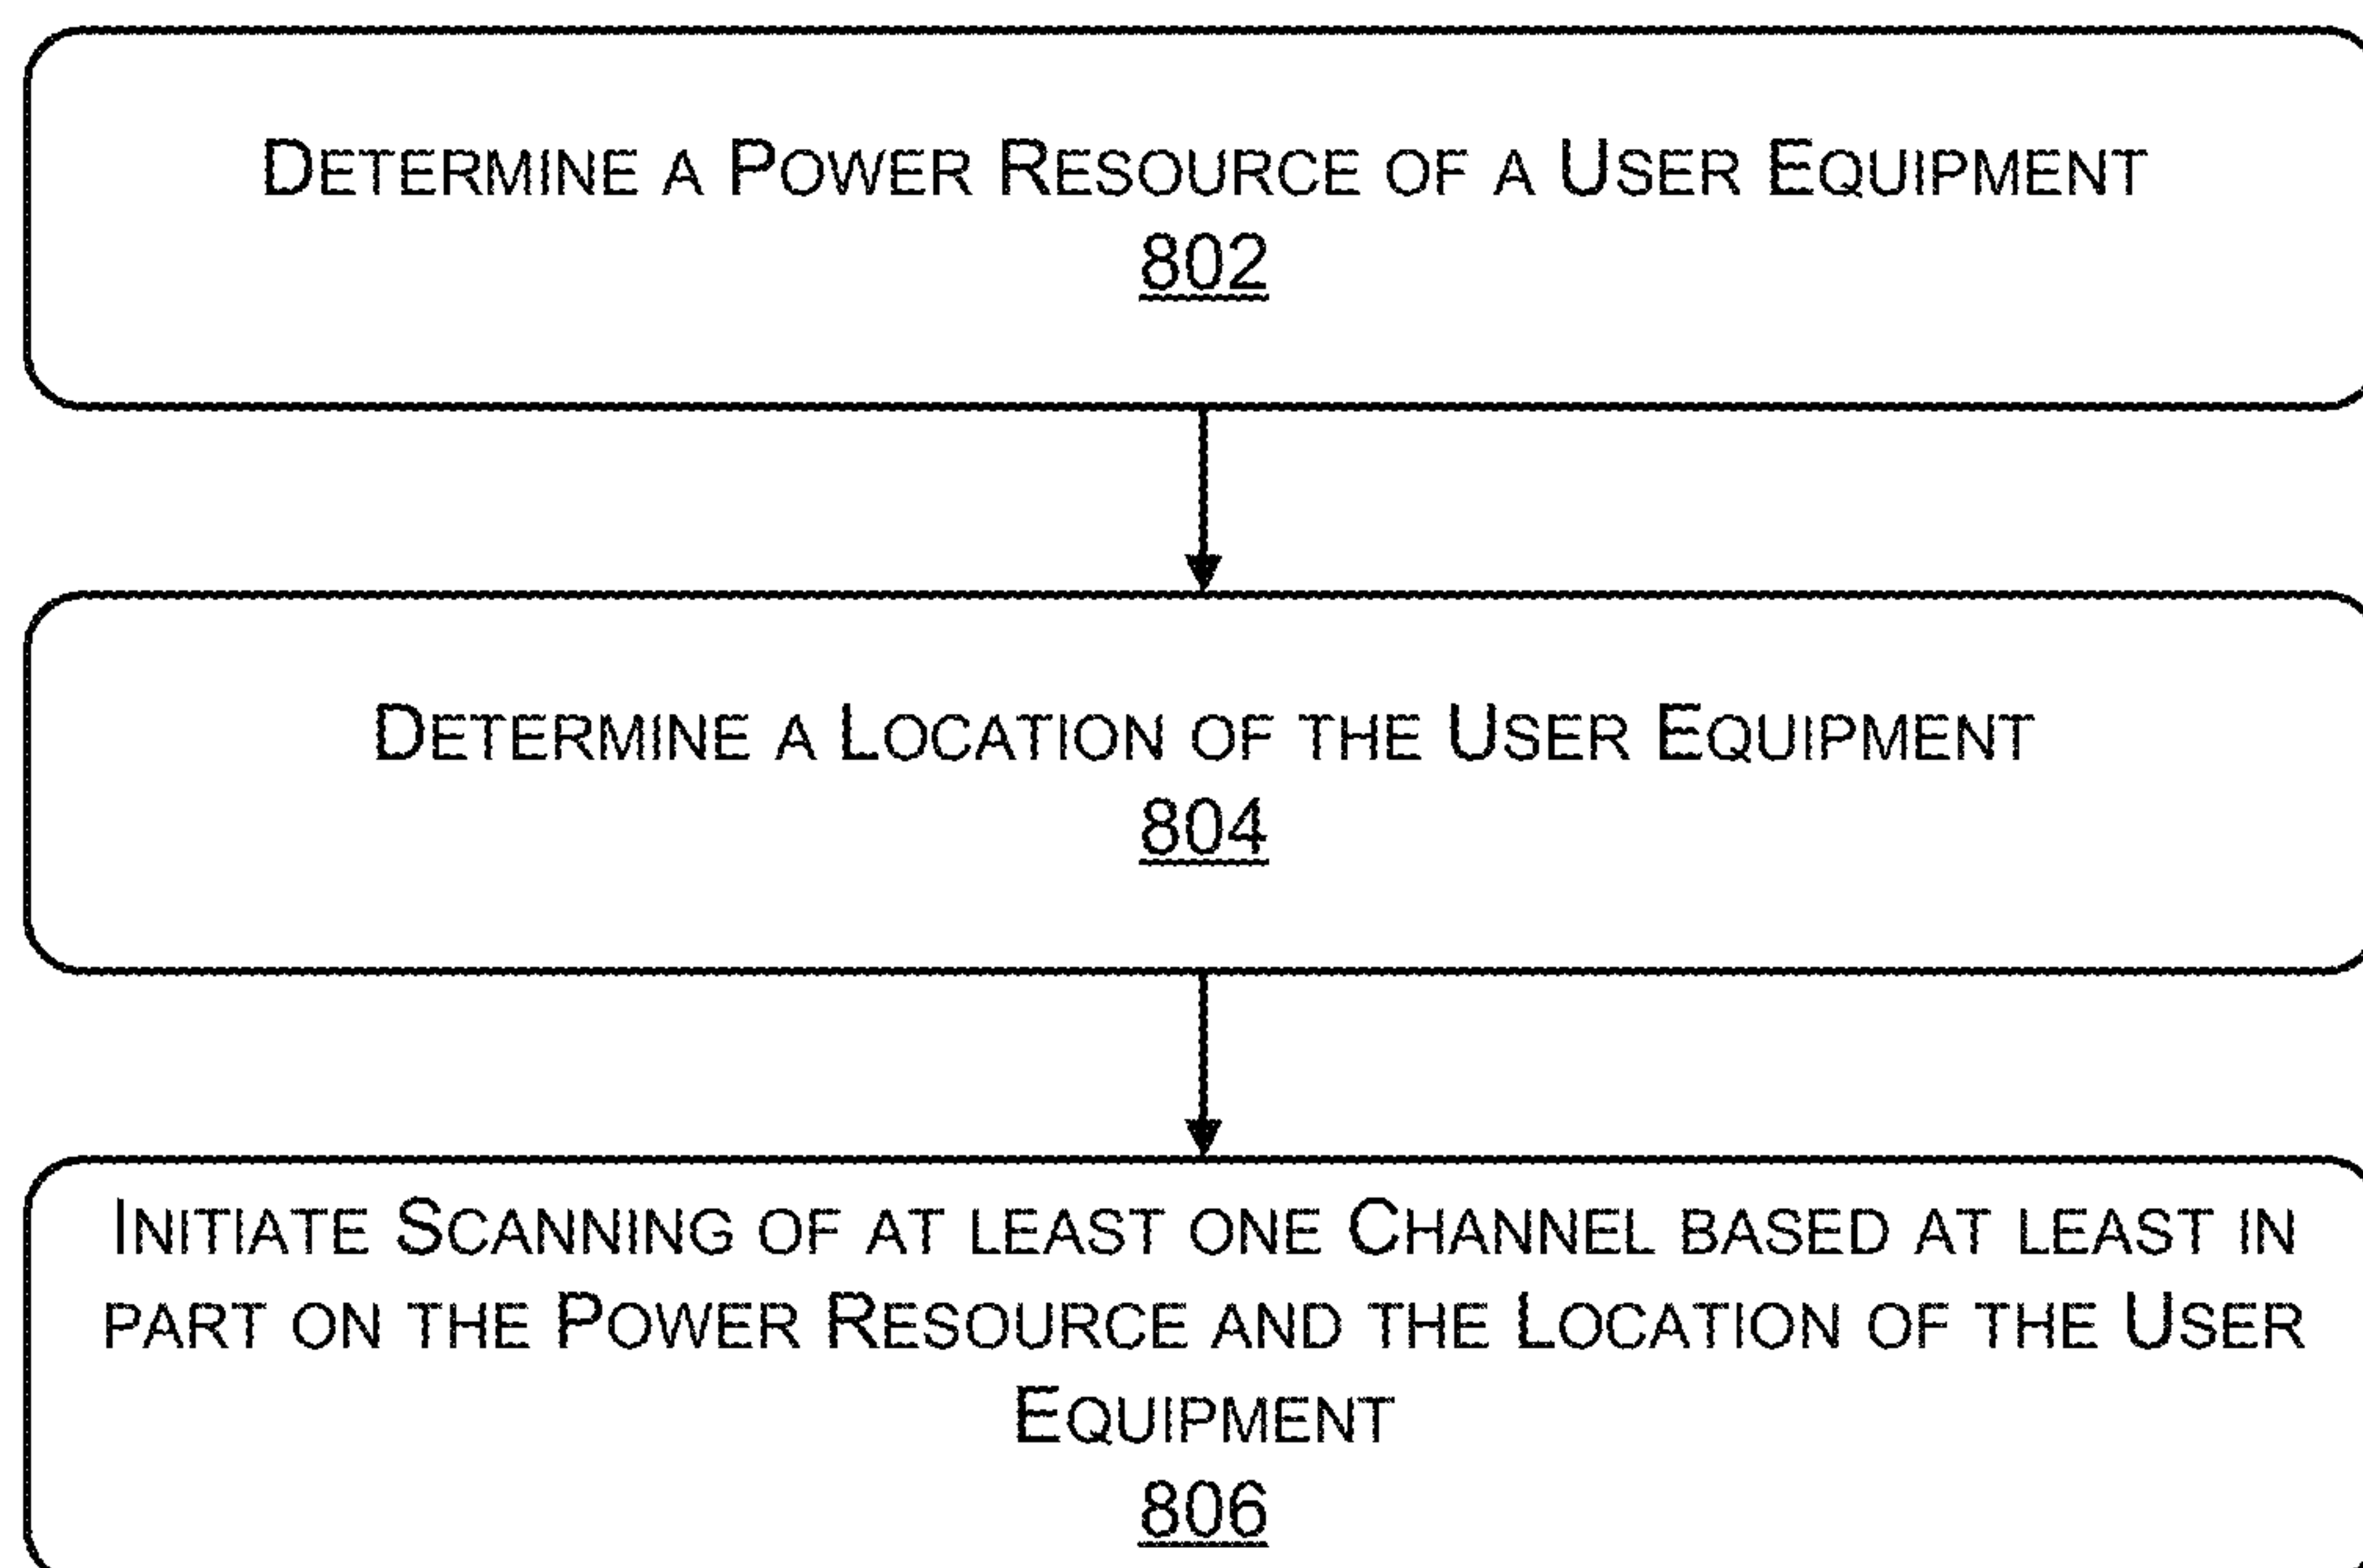 DETERMINE A POWER RESOURCE OF A USER EQUIPMENT
802
DETERMINE A LOCATION OF THE USER EQUIPMENT
804
INITIATE SCANNING OF AT LEAST ONE CHANNEL BASED AT LEAST IN
PART ON THE POWER RESOURCE AND THE LOCATION OF THE USER
EQUIPMENT
806